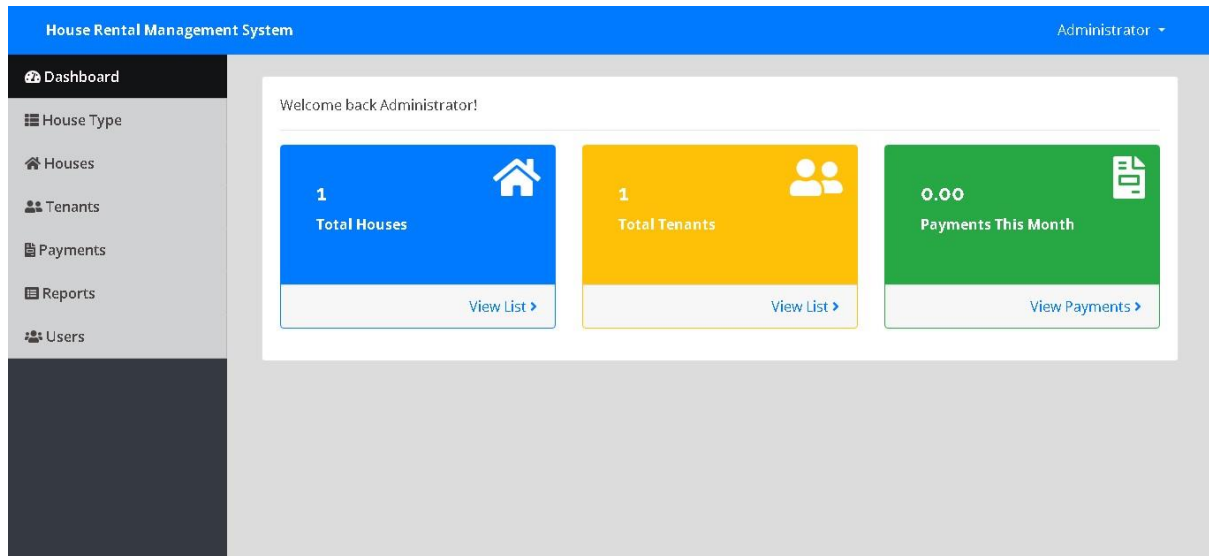 House Rental Management System
Administrator
Dashboard
House Type
Houses
Tenants
Payments
Reports
Users
Welcome back Administrator!
1
Total Houses
View List
1
Total Tenants
View List
0.00
Payments This Month
View Payments